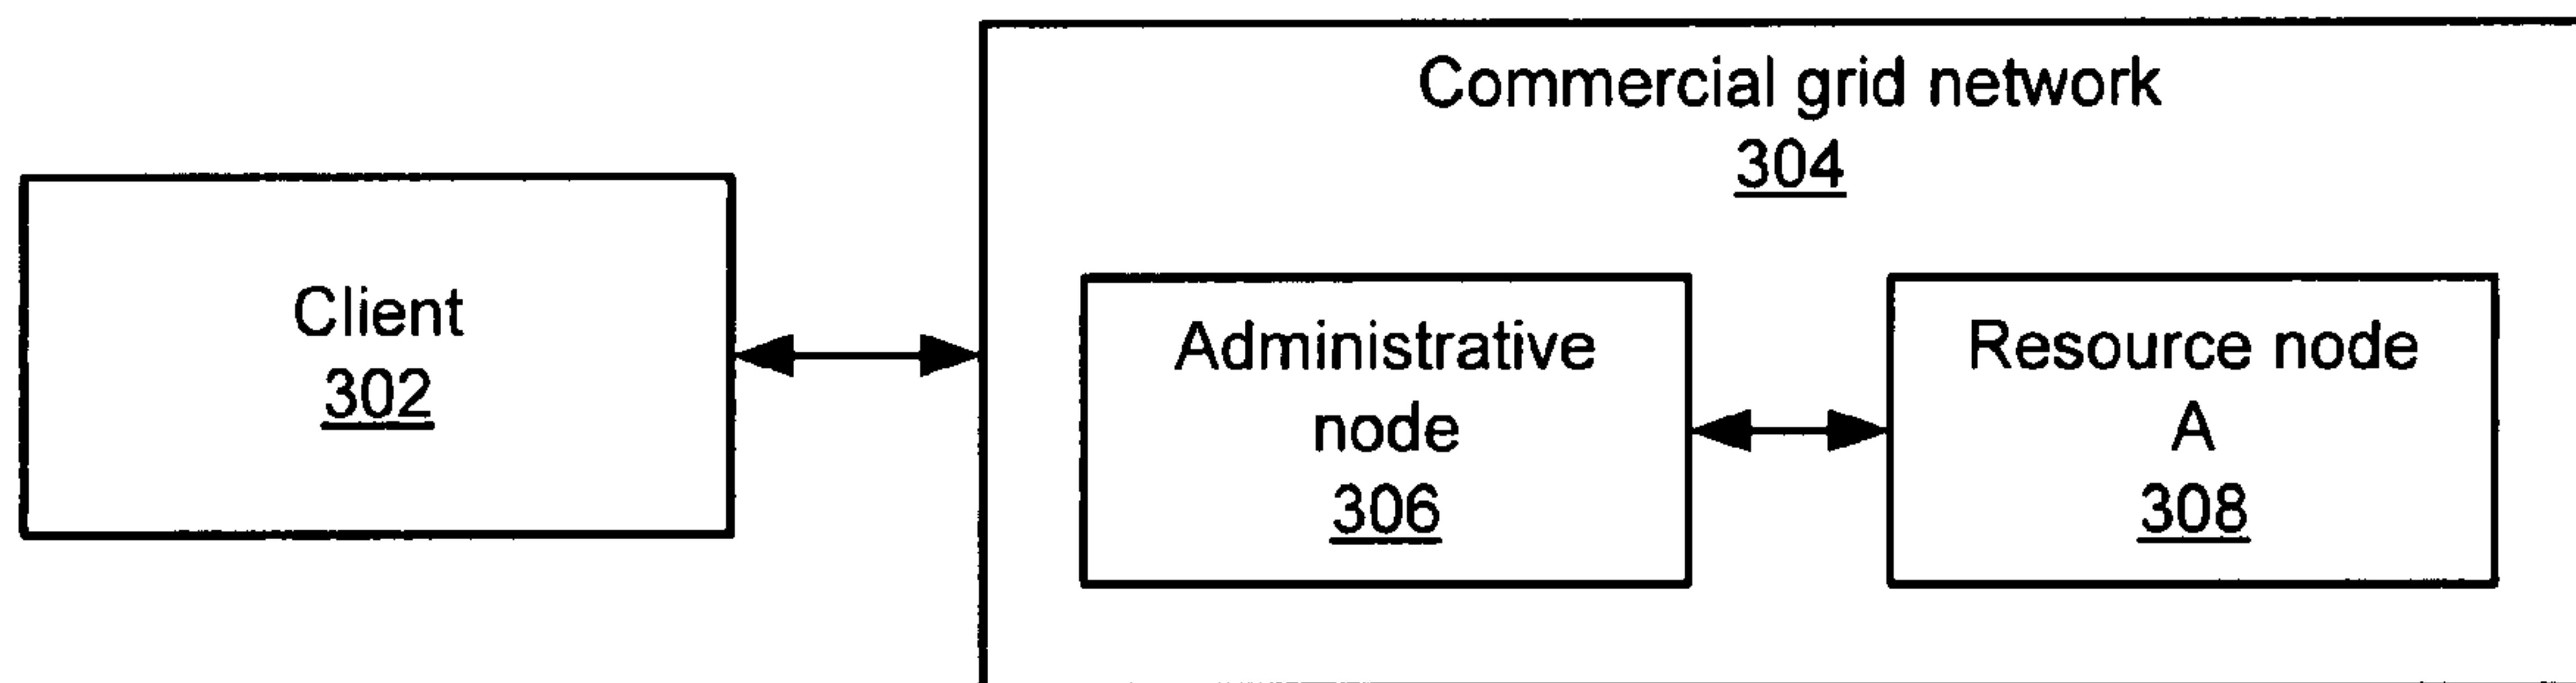 Commercial grid network
304
Client
302
Administrative
node
306
Resource node
A
308